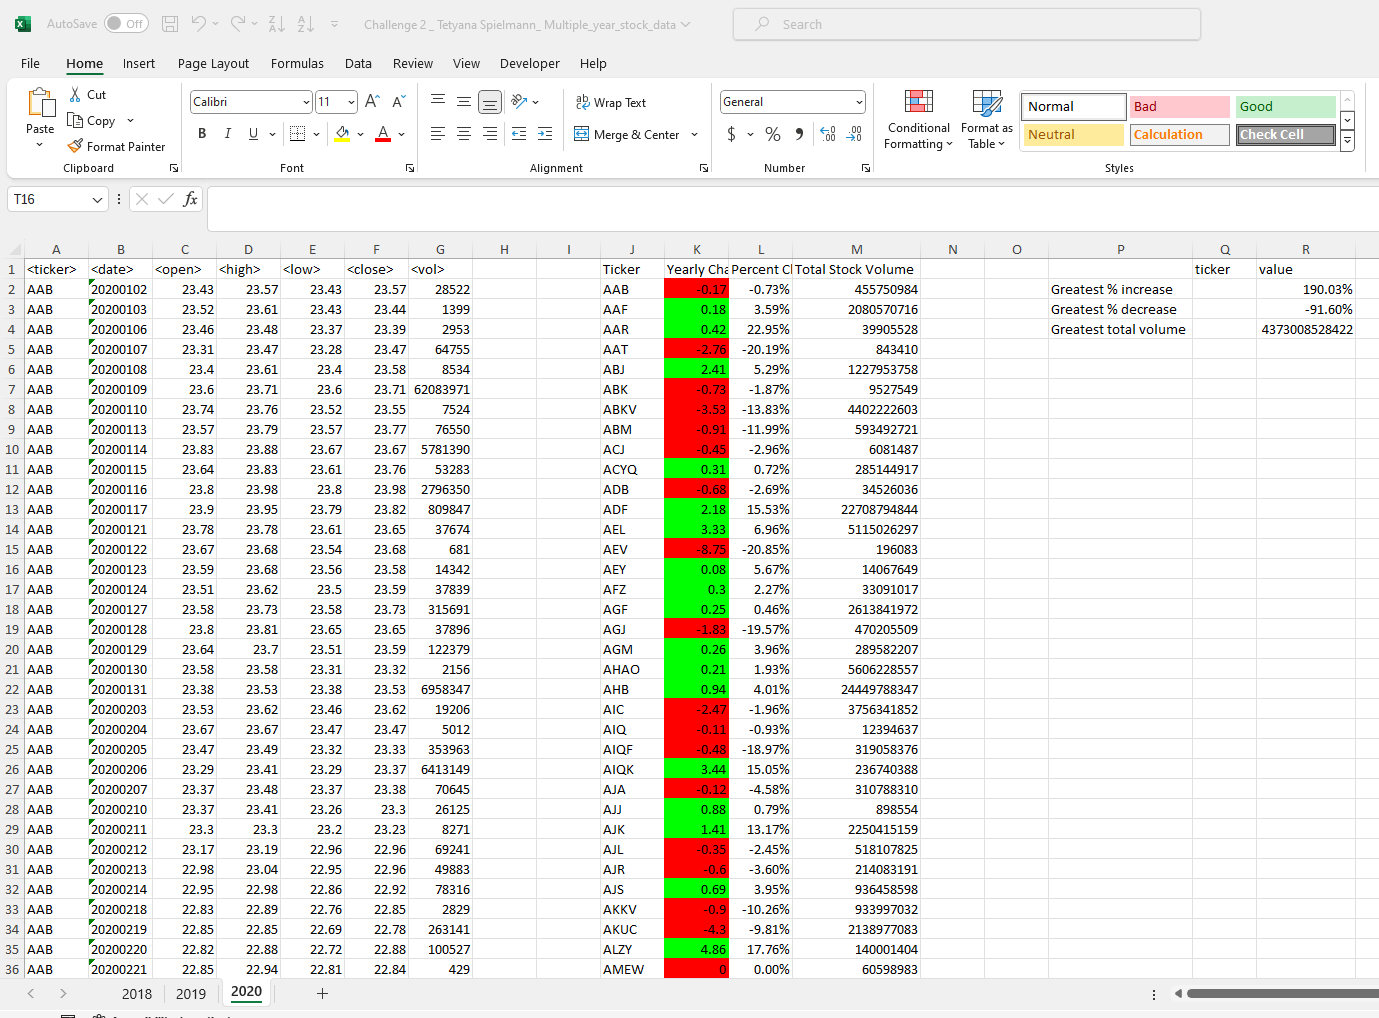 AutoSave Off Challenge 2 _ Tetyana Spielmann_ Multiple_year_stock_data Search
File Home Insert Page Layout Formulas Data Review View Developer Help
Paste Cut Copy Format Painter Clipboard
Calibri 11 B I U A Font
Wrap Text Merge & Center Alignment
General $ % Number
Conditional Formatting Format as Table
Normal Bad Good
Neutral Calculation Check Cell
Styles
T16 fx
A B C D E F G H I J K L M N O P Q R
1 <ticker> <date> <open> <high> <low> <close> <vol> Ticker Yearly Cha Percent Cl Total Stock Volume ticker value
2 AAB 20200102 23.43 23.57 23.43 23.57 28522 AAB -0.17 -0.73% 455750984 Greatest % increase 190.03%
3 AAB 20200103 23.52 23.61 23.43 23.44 1399 AAF 0.18 3.59% 2080570716 Greatest % decrease -91.60%
4 AAB 20200106 23.46 23.48 23.37 23.39 2953 AAR 0.42 22.95% 39905528 Greatest total volume 4373008528422
5 AAB 20200107 23.31 23.47 23.28 23.47 64755 AAT -2.76 -20.19% 843410
6 AAB 20200108 23.4 23.61 23.4 23.58 8534 ABJ 2.41 5.29% 1227953758
7 AAB 20200109 23.6 23.71 23.6 23.71 62083971 ABK -0.73 -1.87% 9527549
8 AAB 20200110 23.74 23.76 23.52 23.55 7524 ABKV -3.53 -13.83% 4402222603
9 AAB 20200113 23.57 23.79 23.57 23.77 76550 ABM -0.91 -11.99% 593492721
10 AAB 20200114 23.83 23.88 23.67 23.67 5781390 ACJ -0.45 -2.96% 6081487
11 AAB 20200115 23.64 23.83 23.61 23.76 53283 ACYQ 0.31 0.72% 285144917
12 AAB 20200116 23.8 23.98 23.8 23.98 2796350 ADB -0.68 -2.69% 34526036
13 AAB 20200117 23.9 23.95 23.79 23.82 809847 ADF 2.18 15.53% 22708794844
14 AAB 20200121 23.78 23.78 23.61 23.65 37674 AEL 3.33 6.96% 5115026297
15 AAB 20200122 23.67 23.68 23.54 23.68 681 AEV -8.75 -20.85% 196083
16 AAB 20200123 23.59 23.68 23.56 23.58 14342 AEY 0.08 5.67% 14067649
17 AAB 20200124 23.51 23.62 23.5 23.59 37839 AFZ 0.3 2.27% 33091017
18 AAB 20200127 23.58 23.73 23.58 23.73 315691 AGF 0.25 0.46% 2613841972
19 AAB 20200128 23.8 23.81 23.65 23.65 37896 AGJ -1.83 -19.57% 470205509
20 AAB 20200129 23.64 23.7 23.51 23.59 122379 AGM 0.26 3.96% 289582207
21 AAB 20200130 23.58 23.58 23.31 23.32 2156 AHAO 0.21 1.93% 5606228557
22 AAB 20200131 23.38 23.53 23.38 23.53 6958347 AHB 0.94 4.01% 24449788347
23 AAB 20200203 23.53 23.62 23.46 23.62 19206 AIC -2.47 -1.96% 3756341852
24 AAB 20200204 23.67 23.67 23.47 23.47 5012 AIQ -0.11 -0.93% 12394637
25 AAB 20200205 23.47 23.49 23.32 23.33 353963 AIQF -0.48 -18.97% 319058376
26 AAB 20200206 23.29 23.41 23.29 23.37 6413149 AIQK 3.44 15.05% 236740388
27 AAB 20200207 23.37 23.48 23.37 23.38 70645 AJA -0.12 -4.58% 310788310
28 AAB 20200210 23.37 23.41 23.26 23.3 26125 AJJ 0.88 0.79% 898554
29 AAB 20200211 23.3 23.3 23.2 23.23 8271 AJK 1.41 13.17% 2250415159
30 AAB 20200212 23.17 23.19 22.96 22.96 69241 AJL -0.35 -2.45% 518107825
31 AAB 20200213 22.98 23.04 22.95 22.96 49883 AJR -0.6 -3.60% 214083191
32 AAB 20200214 22.95 22.98 22.86 22.92 78316 AJS 0.69 3.95% 936458598
33 AAB 20200218 22.83 22.89 22.76 22.85 2829 AKKV -0.9 -10.26% 933997032
34 AAB 20200219 22.85 22.85 22.69 22.78 263141 AKUC -4.3 -9.81% 2138977083
35 AAB 20200220 22.82 22.88 22.72 22.88 100527 ALZY 4.86 17.76% 140001404
36 AAB 20200221 22.85 22.94 22.81 22.84 429 AMEW 0 0.00% 60598983
2018 2019 2020